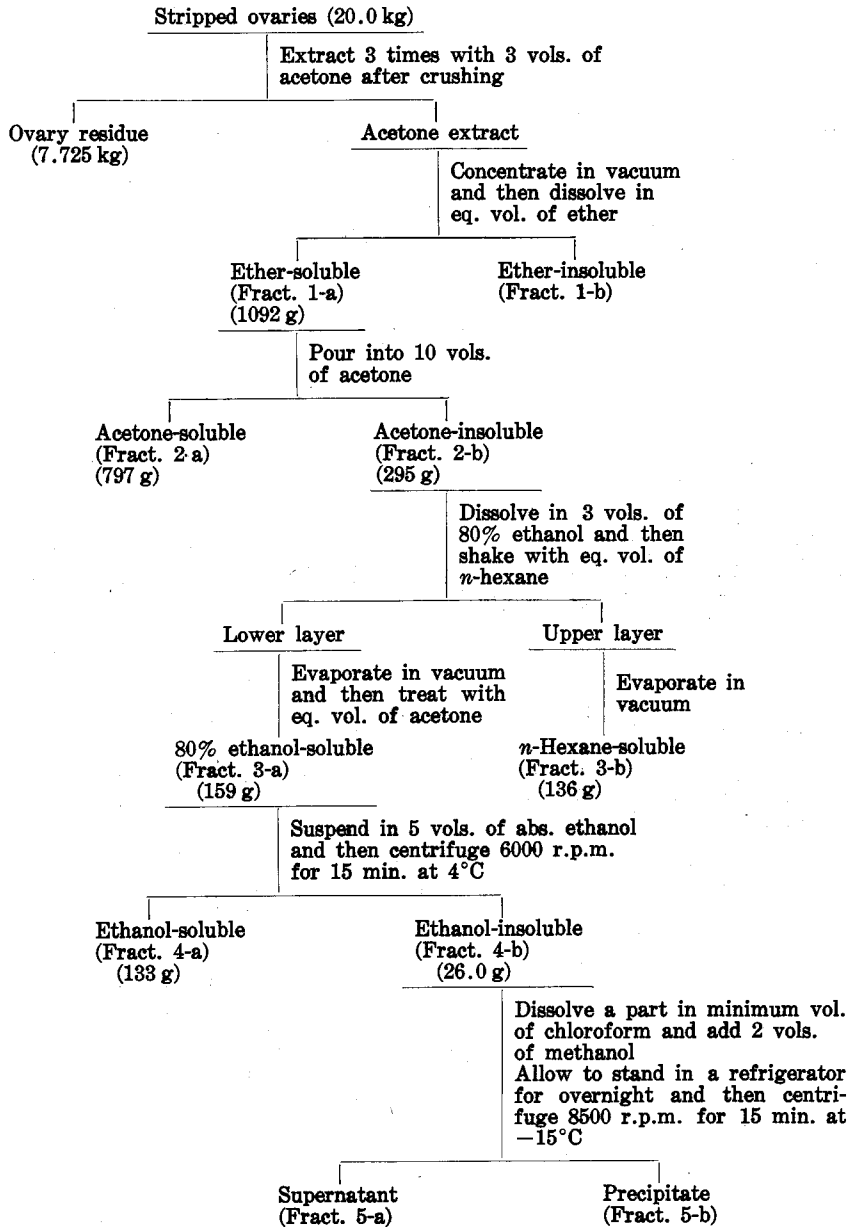 Stripped ovaries (20.0 kg)
Extract 3 times with 3 vols. of
acetone after crushing
Ovary residue
(7.725 kg)
Acetone extract
Concentrate in vacuum
and then dissolve in
eq. vol. of ether
Ether-soluble
(Fract. 1-a)
(1092 g)
Ether-insoluble
(Fract. 1-b)
Pour into 10 vols.
of acetone
Acetone-soluble
(Fract. 2-a)
(797 g)
Acetone-insoluble
(Fract. 2-b)
(295 g)
Dissolve in 3 vols. of
80% ethanol and then
shake with eq. vol. of
n-hexane
Lower layer
Upper layer
Evaporate in vacuum
and then treat with
eq. vol. of acetone
Evaporate in
vacuum
80% ethanol-soluble
(Fract. 3-a)
(159 g)
n-Hexane-soluble
(Fract. 3-b)
(136 g)
Suspend in 5 vols. of abs. ethanol
and then centrifuge 6000 r.p.m.
for 15 min. at 4°C
Ethanol-soluble
(Fract. 4-a)
(133 g)
Ethanol-insoluble
(Fract. 4-b)
(26.0 g)
Dissolve a part in minimum vol.
of chloroform and add 2 vols.
of methanol
Allow to stand in a refrigerator
for overnight and then centri-
fuge 8500 r.p.m. for 15 min. at
−15°C
Supernatant
(Fract. 5-a)
Precipitate
(Fract. 5-b)